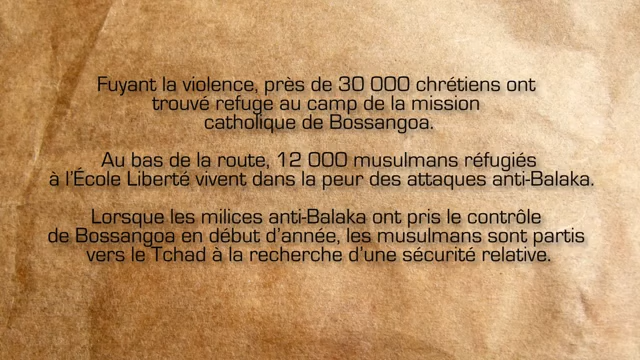 Fuyant la violence, près de 30 000 chrétiens ont
trouvé refuge au camp de la mission
catholique de Bossangoa.
Au bas de la route, 12 000 musulmans réfugiés
à l'École Liberté vivent dans la peur des attaques anti-Balaka.
Lorsque les milices anti-Balaka ont pris le contrôle
de Bossangoa en début d'année, les musulmans sont partis
vers le Tchad à la recherche d'une sécurité relative.